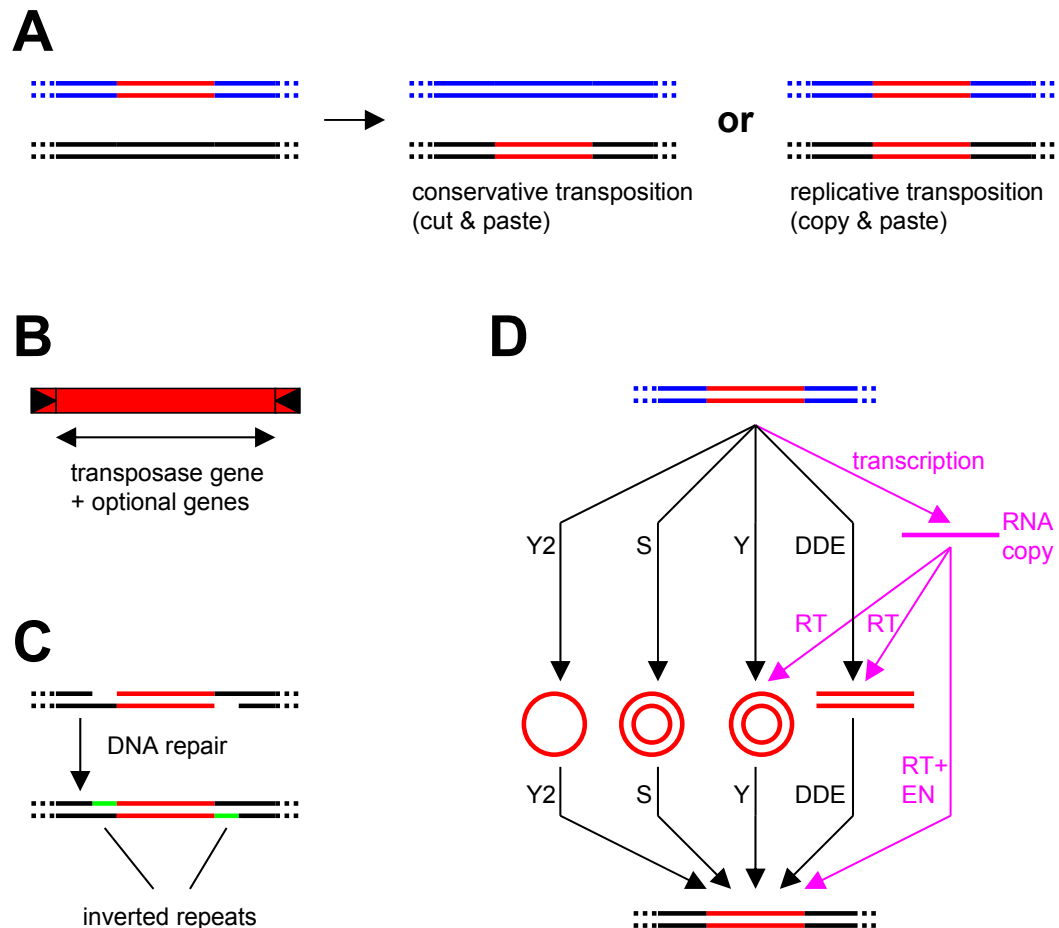 A
or
conservative transposition
(cut & paste)
replicative transposition
(copy & paste)
B
transposase gene
+ optional genes
C
DNA repair
inverted repeats
D
transcription
RNA
copy
Y2
S
Y
DDE
RT
RT
Y2
S
Y
DDE
RT+
EN